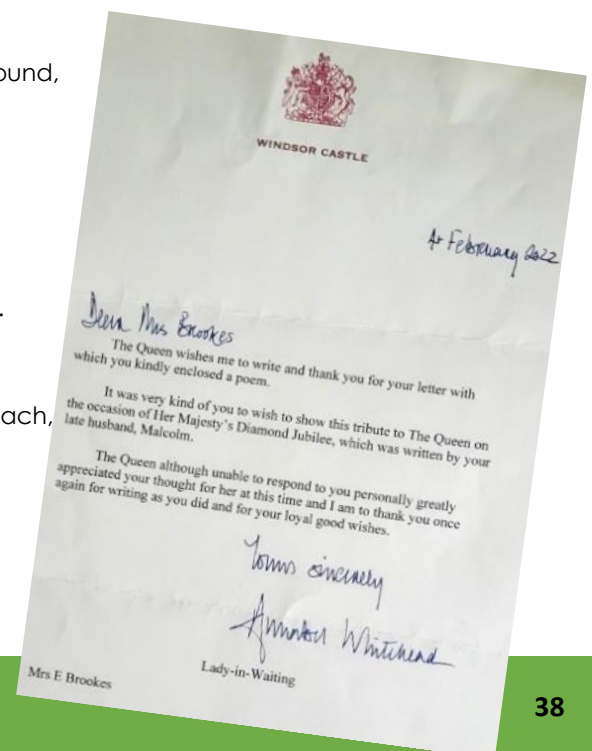 ound,
.
ach,
WINDSOR CASTLE
February 2022
Dear Mrs Brookes
The Queen wishes me to write and thank you for your letter with
which you kindly enclosed a poem.
It was very kind of you to wish to show this tribute to The Queen on
the occasion of Her Majesty's Diamond Jubilee, which was written by your
late husband, Malcolm.
The Queen although unable to respond to you personally greatly
appreciated your thought for her at this time and I am to thank you once
again for writing as you did and for your loyal good wishes.
Yours sincerely
Whitehead
Lady-in-Waiting
Mrs E Brookes
38